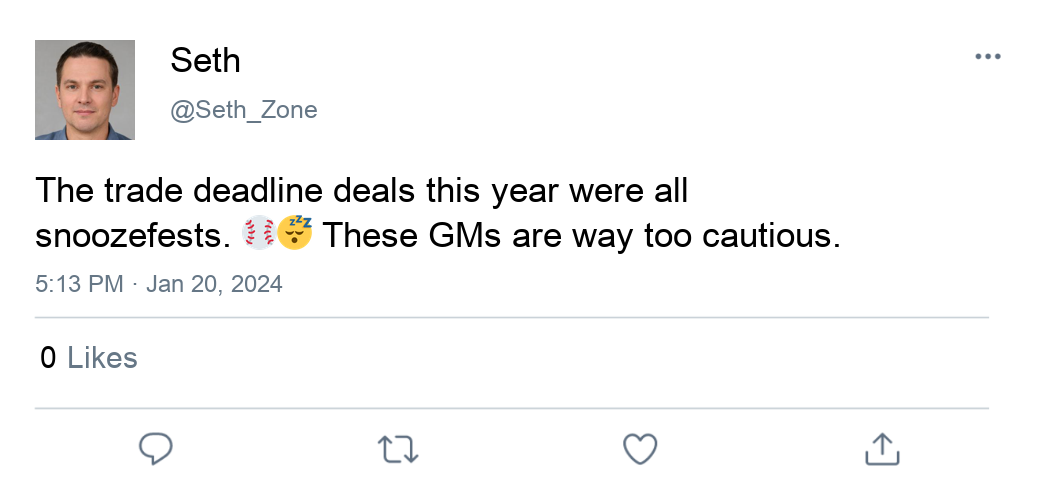 Seth
@Seth_Zone
The trade deadline deals this year were all
snoozefests. ⚾😴 These GMs are way too cautious.
5:13 PM · Jan 20, 2024
0 Likes